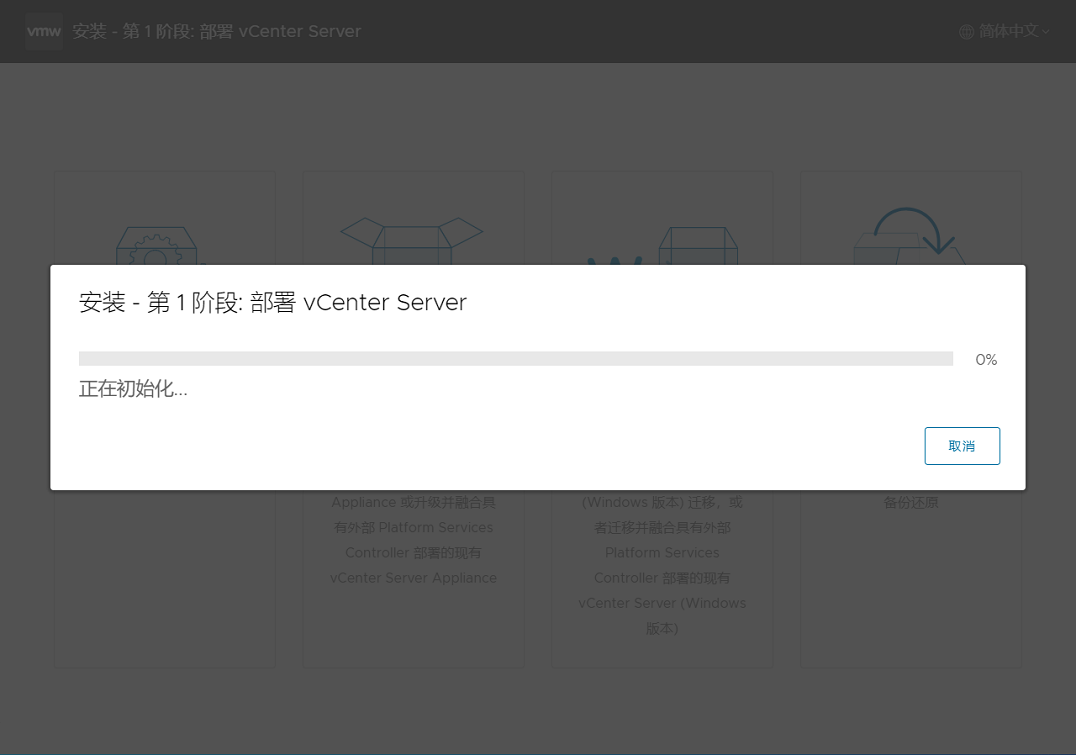 vmw 安装 - 第 1 阶段: 部署 vCenter Server
简体中文
安装 - 第 1 阶段: 部署 vCenter Server
0%
正在初始化...
取消
Appliance 或升级并融合具
有外部 Platform Services
Controller 部署的现有
vCenter Server Appliance
(Windows 版本) 迁移，或
者迁移并融合具有外部
Platform Services
Controller 部署的现有
vCenter Server (Windows
版本)
备份还原